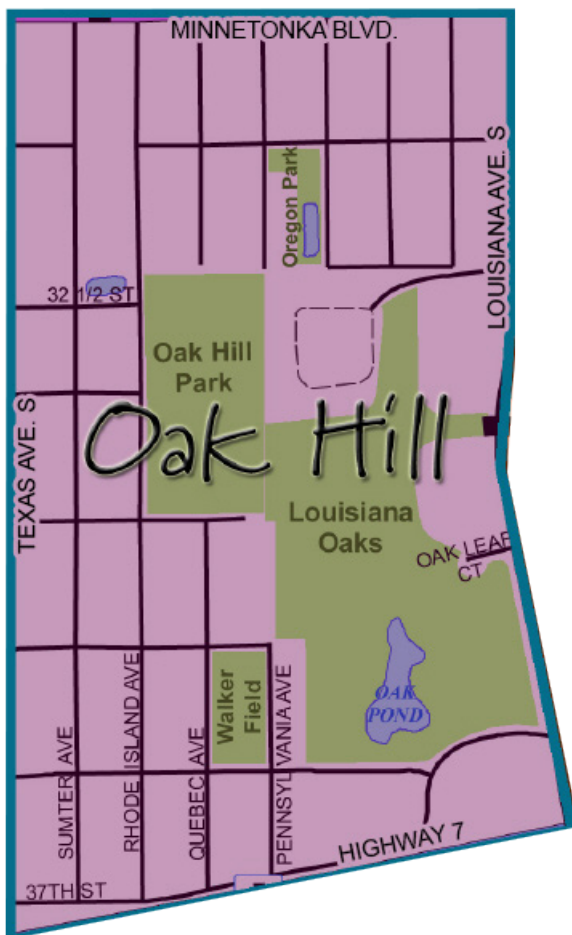 MINNETONKA BLVD.
Oregon Park
LOUISIANA AVE. S
32 1/2 ST
Oak Hill
Park
Oak Hill
TEXAS AVE. S
Louisiana
Oaks
OAK LEAF
CT
OAK
POND
Walker
Field
SUMTER AVE
RHODE ISLAND AVE
QUEBEC AVE
PENNSYLVANIA AVE
HIGHWAY 7
37TH ST